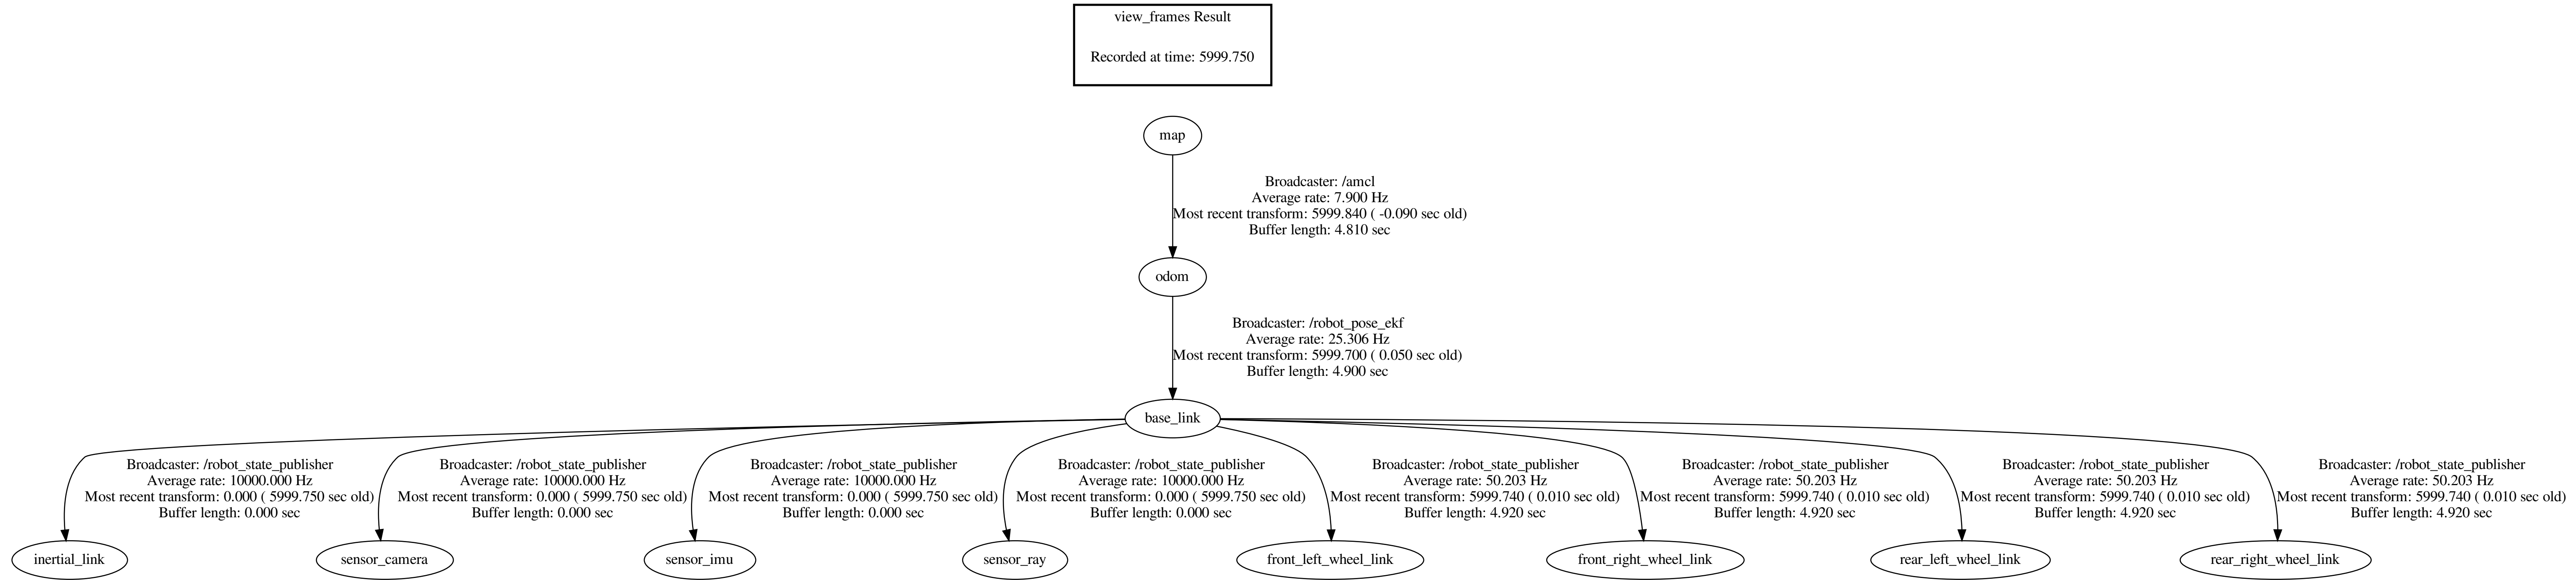 view_frames Result
Recorded at time: 5999.750
map
Broadcaster: /amcl
Average rate: 7.900 Hz
Most recent transform: 5999.840 ( -0.090 sec old)
Buffer length: 4.810 sec
odom
Broadcaster: /robot_pose_ekf
Average rate: 25.306 Hz
Most recent transform: 5999.700 ( 0.050 sec old)
Buffer length: 4.900 sec
base_link
Broadcaster: /robot_state_publisher
Average rate: 10000.000 Hz
Most recent transform: 0.000 ( 5999.750 sec old)
Buffer length: 0.000 sec
Broadcaster: /robot_state_publisher
Average rate: 10000.000 Hz
Most recent transform: 0.000 ( 5999.750 sec old)
Buffer length: 0.000 sec
Broadcaster: /robot_state_publisher
Average rate: 10000.000 Hz
Most recent transform: 0.000 ( 5999.750 sec old)
Buffer length: 0.000 sec
Broadcaster: /robot_state_publisher
Average rate: 10000.000 Hz
Most recent transform: 0.000 ( 5999.750 sec old)
Buffer length: 0.000 sec
Broadcaster: /robot_state_publisher
Average rate: 50.203 Hz
Most recent transform: 5999.740 ( 0.010 sec old)
Buffer length: 4.920 sec
Broadcaster: /robot_state_publisher
Average rate: 50.203 Hz
Most recent transform: 5999.740 ( 0.010 sec old)
Buffer length: 4.920 sec
Broadcaster: /robot_state_publisher
Average rate: 50.203 Hz
Most recent transform: 5999.740 ( 0.010 sec old)
Buffer length: 4.920 sec
Broadcaster: /robot_state_publisher
Average rate: 50.203 Hz
Most recent transform: 5999.740 ( 0.010 sec old)
Buffer length: 4.920 sec
inertial_link
sensor_camera
sensor_imu
sensor_ray
front_left_wheel_link
front_right_wheel_link
rear_left_wheel_link
rear_right_wheel_link